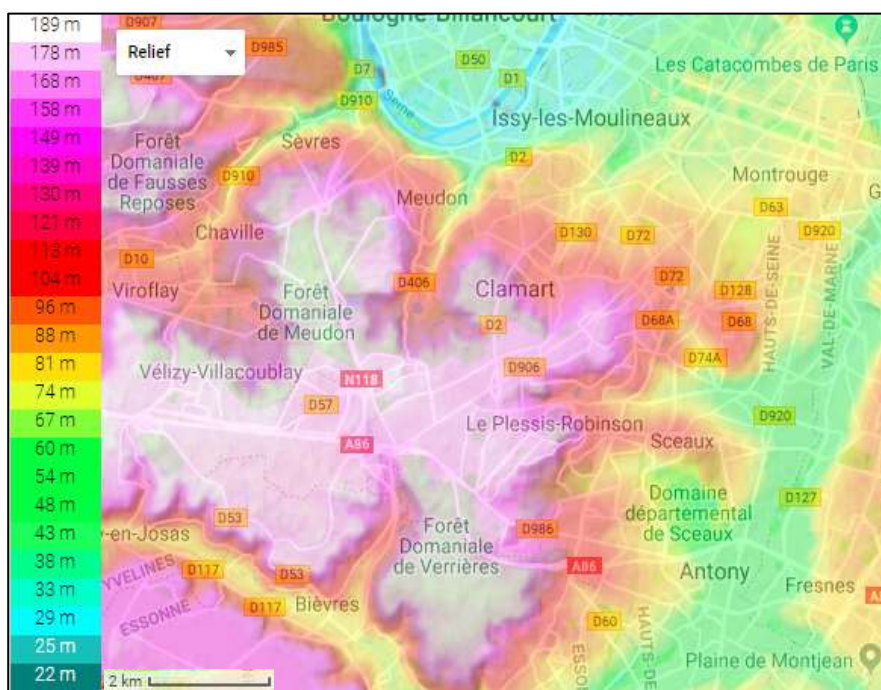 189 m
178 m
168 m
158 m
149 m
139 m
130 m
121 m
113 m
104 m
96 m
88 m
81 m
74 m
67 m
60 m
54 m
48 m
43 m
38 m
33 m
29 m
25 m
22 m
Relief
D907
D985
Boulogne-Billancourt
D7
D50
D1
D910
Seine
Les Catacombes de Paris
Issy-les-Moulineaux
Forêt
Domaniale
de Fausses
Reposes
Sèvres
D2
D910
Meudon
Montrouge
G
D63
Chaville
D130
D72
D920
D10
Viroflay
D406
Clamart
D72
D128
HAUTS-DE-SEINE
VAL-DE-MARNE
Forêt
Domaniale
de Meudon
D2
D68A
D68
D74A
Vélizy-Villacoublay
N118
D906
D57
Le Plessis-Robinson
D920
A86
Sceaux
Domaine
départemental
de Sceaux
D127
D53
y-en-Josas
Forêt
Domaniale
de Verrières
D986
A86
Antony
Fresnes
YVELINES
ESSONNE
D117
D53
D117
Bièvres
D60
HAUTS-DE
Plaine de Montjean
2 km